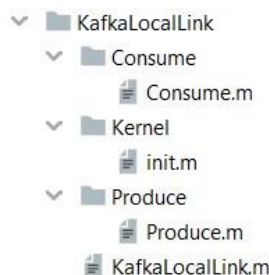 KafkaLocalLink
Consume
Consume.m
Kernel
init.m
Produce
Produce.m
KafkaLocalLink.m